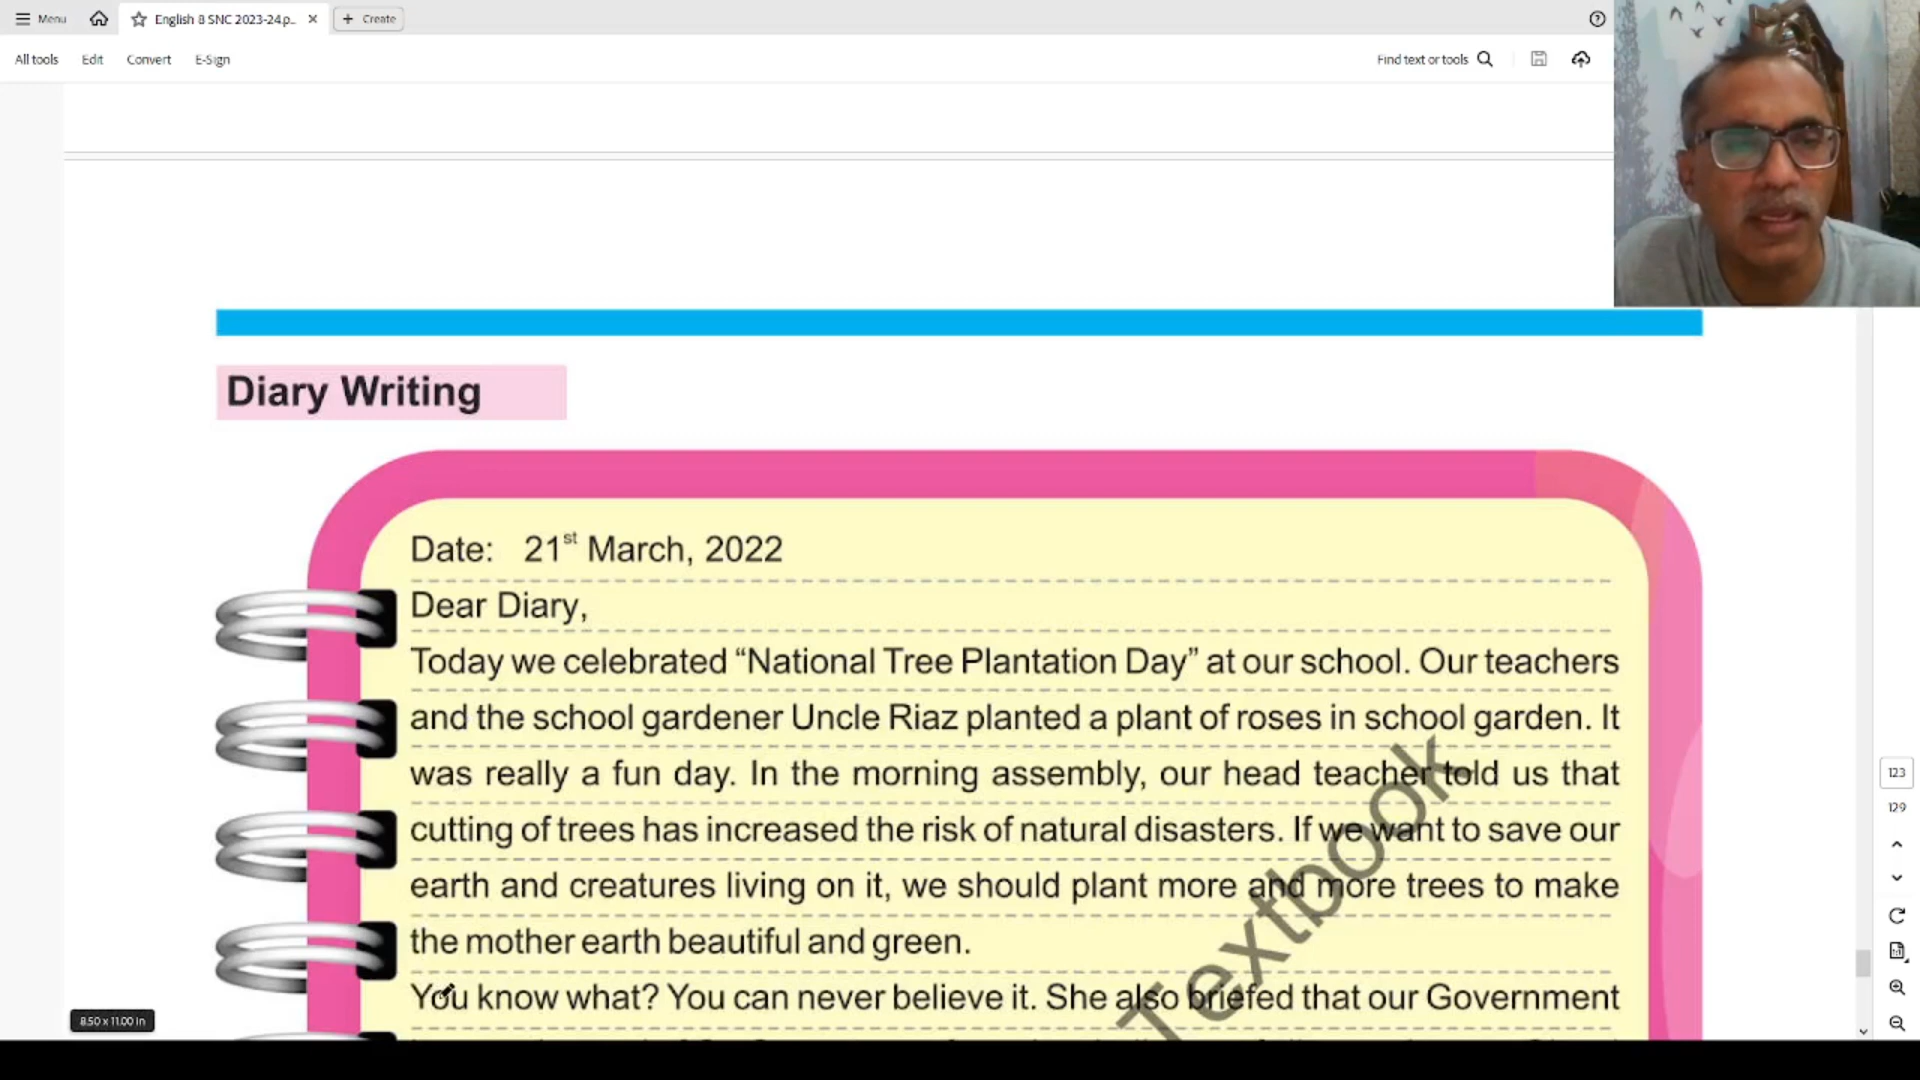 Menu
English 8 SNC 2023-24.p...
Create
All tools
Edit
Convert
E-Sign
Find text or tools
Diary Writing
Date: 21st March, 2022
Dear Diary,
Today we celebrated “National Tree Plantation Day” at our school. Our teachers
and the school gardener Uncle Riaz planted a plant of roses in school garden. It
was really a fun day. In the morning assembly, our head teacher told us that
cutting of trees has increased the risk of natural disasters. If we want to save our
earth and creatures living on it, we should plant more and more trees to make
the mother earth beautiful and green.
You know what? You can never believe it. She also briefed that our Government
Textbook
123
129
8.50 x 11.00 in